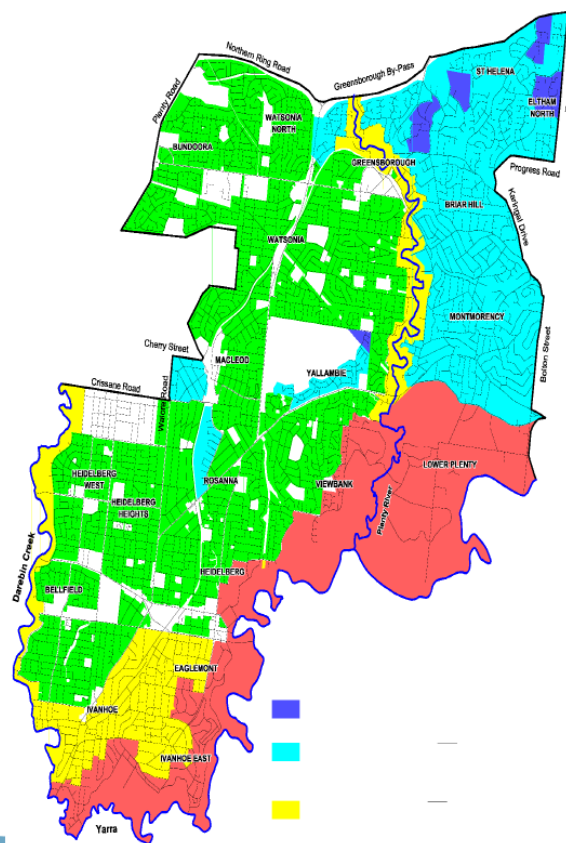 Northern Ring Road
Greensborough By-Pass
ST HELENA
Plenty Road
ELTHAM
NORTH
WATSONIA
NORTH
BUNDOORA
GREENSBOROUGH
Progress Road
Karingal Drive
BRIAR HILL
WATSONIA
MONTMORENCY
Cherry Street
MACLEOD
YALLAMBIE
Bolton Street
Crissane Road
Waiora Road
LOWER PLENTY
HEIDELBERG
WEST
ROSANNA
VIEWBANK
HEIDELBERG
HEIGHTS
Plenty River
Darebin Creek
HEIDELBERG
BELLFIELD
EAGLEMONT
IVANHOE
IVANHOE EAST
Yarra